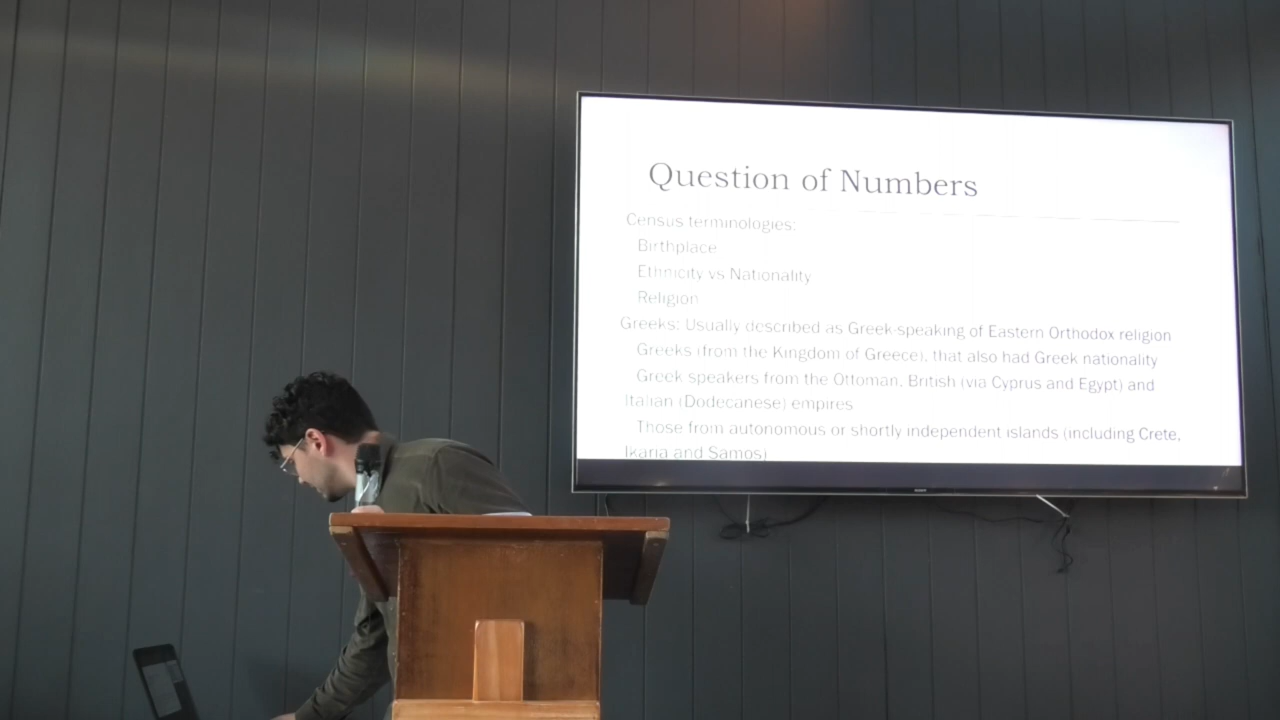 Question of Numbers
Census terminologies:
Birthplace
Ethnicity vs Nationality
Religion
Greeks: Usually described as Greek-speaking of Eastern Orthodox religion
Greeks (from the Kingdom of Greece), that also had Greek nationality
Greek speakers from the Ottoman, British (via Cyprus and Egypt) and
Italian (Dodecanese) empires
Those from autonomous or shortly independent islands (including Crete,
Ikaria and Samos)